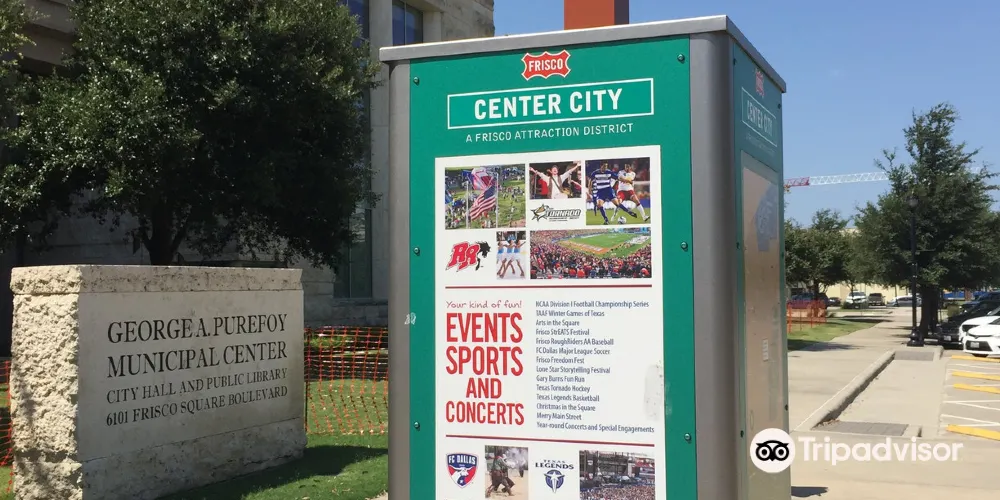 GEORGE A. PUREFOY
MUNICIPAL CENTER
CITY HALL AND PUBLIC LIBRARY
6101 FRISCO SQUARE BOULEVARD
FRISCO
CENTER CITY
A FRISCO ATTRACTION DISTRICT
TORNADO
RR
Your kind of fun!
EVENTS
SPORTS
AND
CONCERTS
NCAA Division I Football Championship Series
TAAF Winter Games of Texas
Arts in the Square
Frisco StrEATS Festival
Frisco RoughRiders AA Baseball
FC Dallas Major League Soccer
Frisco Freedom Fest
Lone Star Storytelling Festival
Gary Burns Fun Run
Texas Tornado Hockey
Texas Legends Basketball
Christmas in the Square
Merry Main Street
Year-round Concerts and Special Engagements
FC DALLAS
TEXAS
LEGENDS
CENTER CITY
Tripadvisor